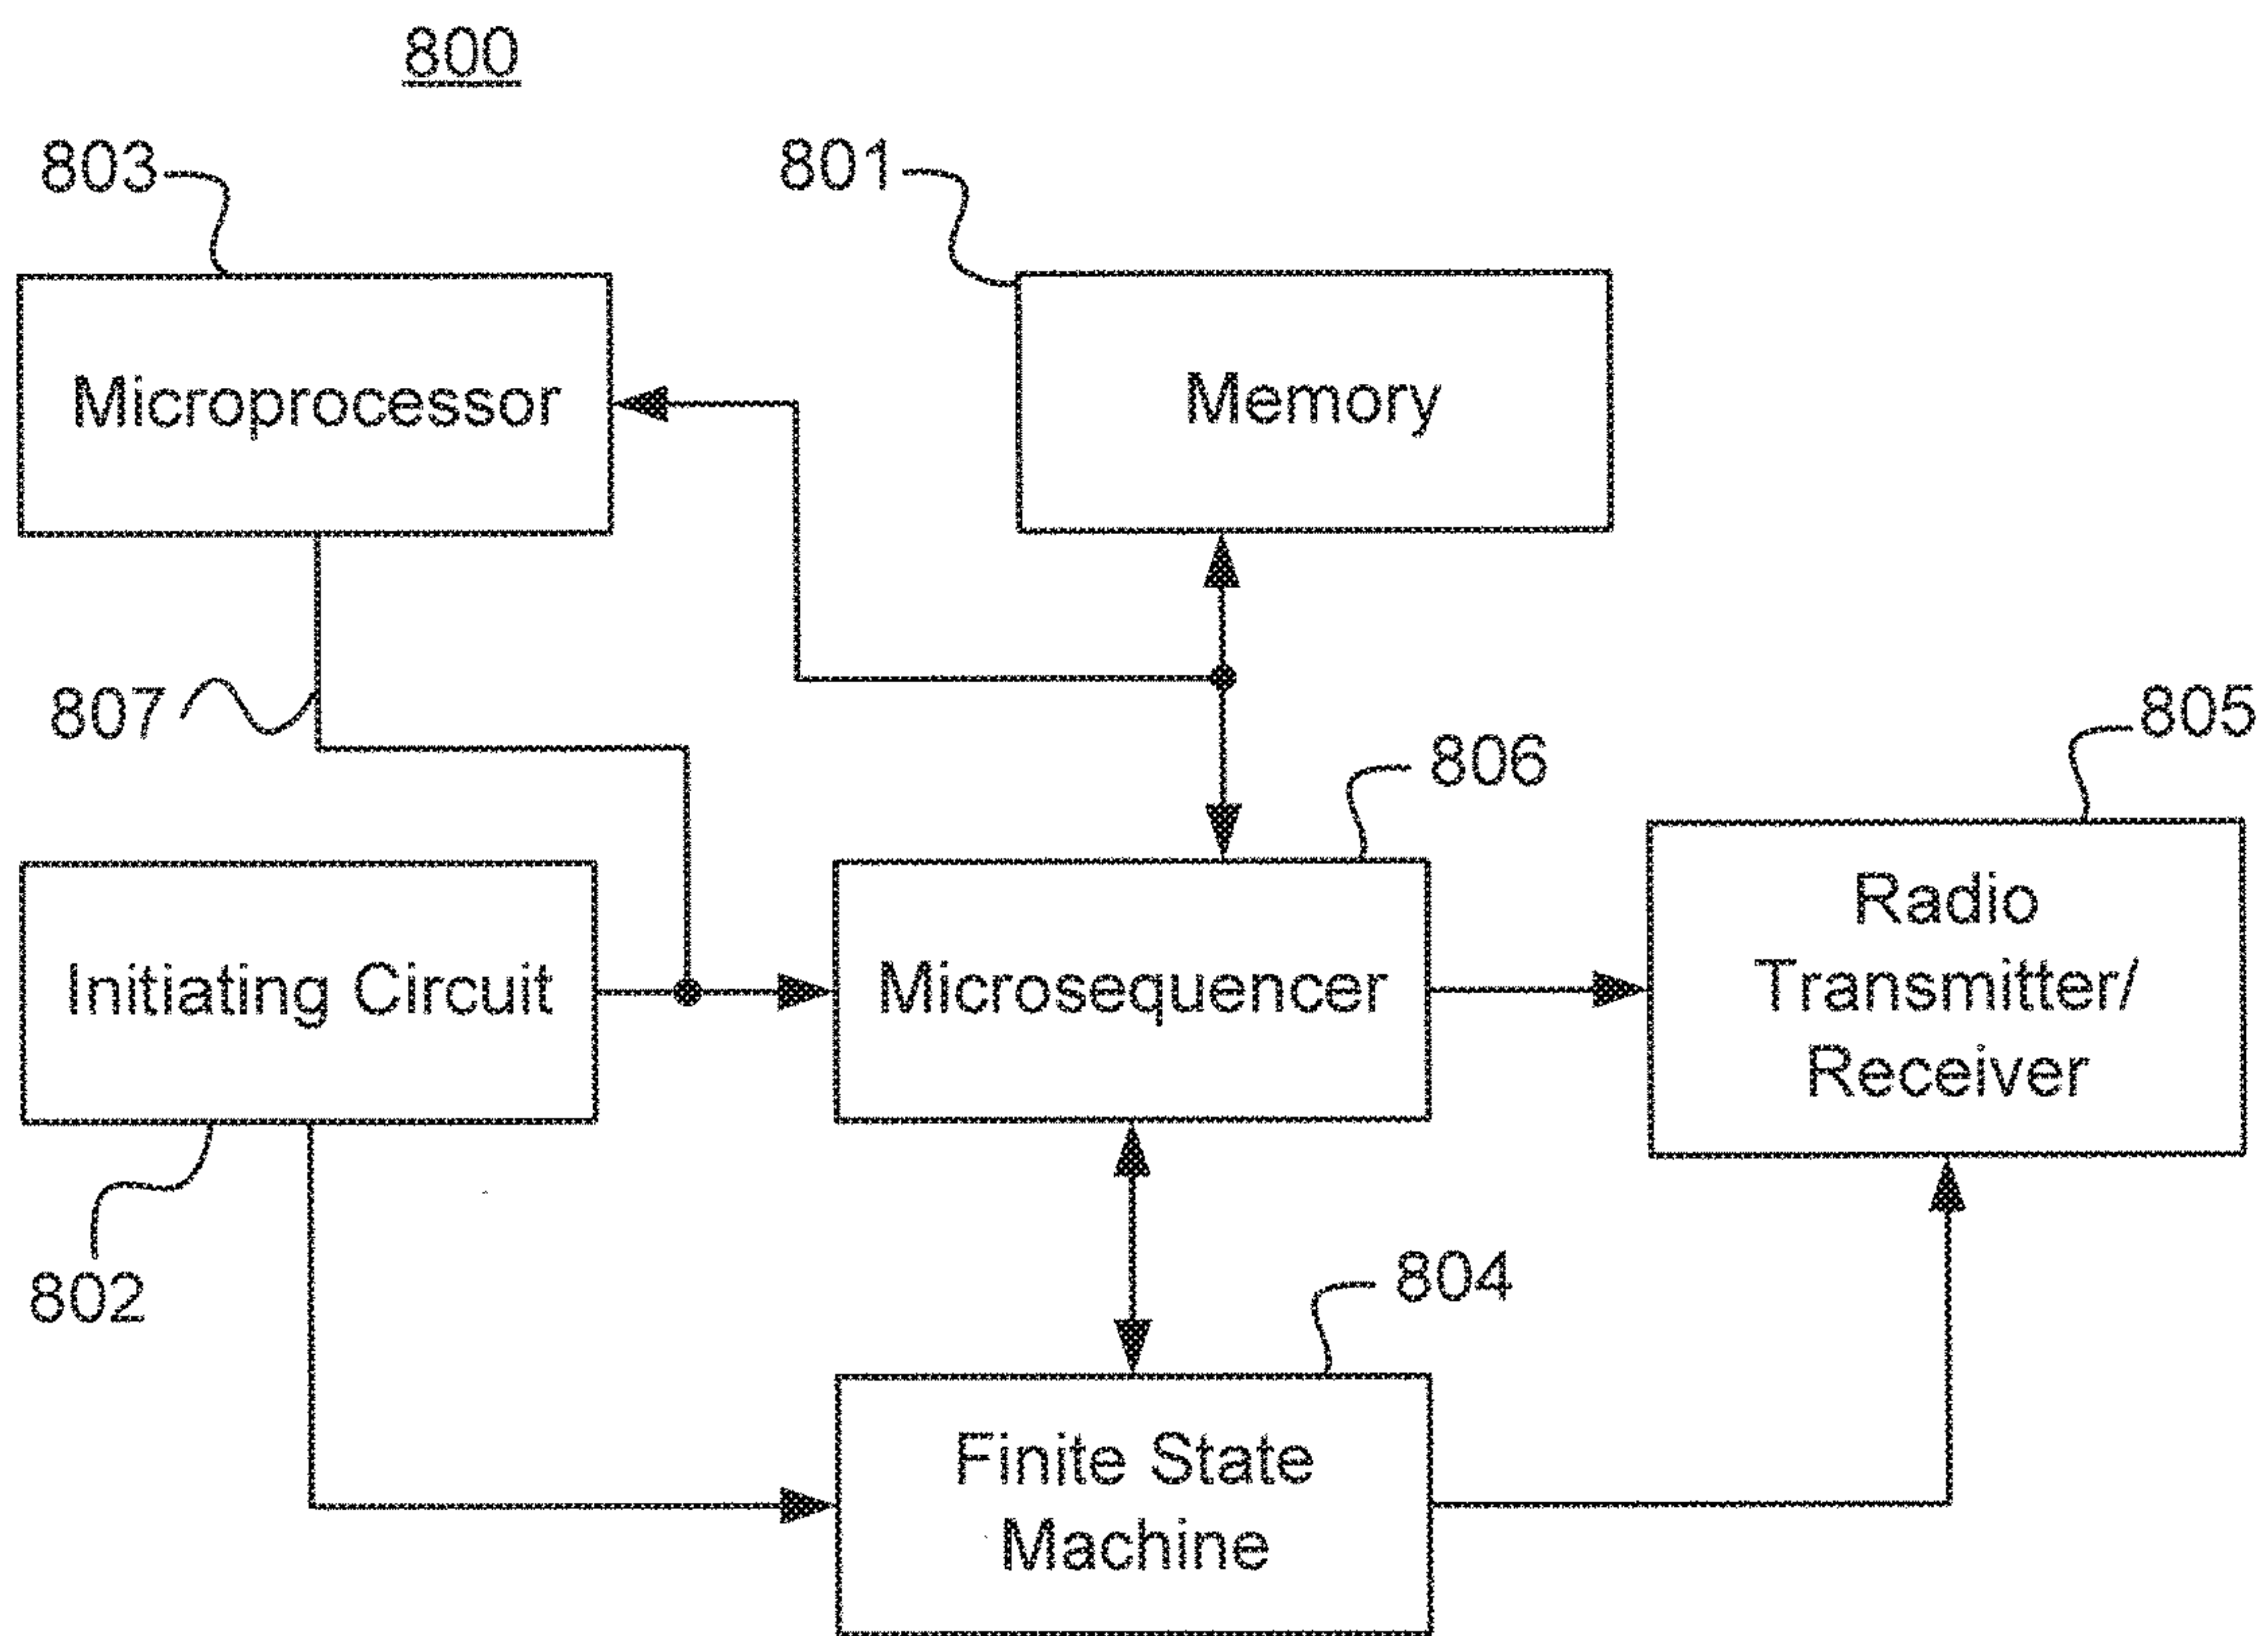 800
803
801
Microprocessor
Memory
807
806
805
Initiating Circuit
Microsequencer
Radio
Transmitter/
Receiver
802
804
Finite State
Machine